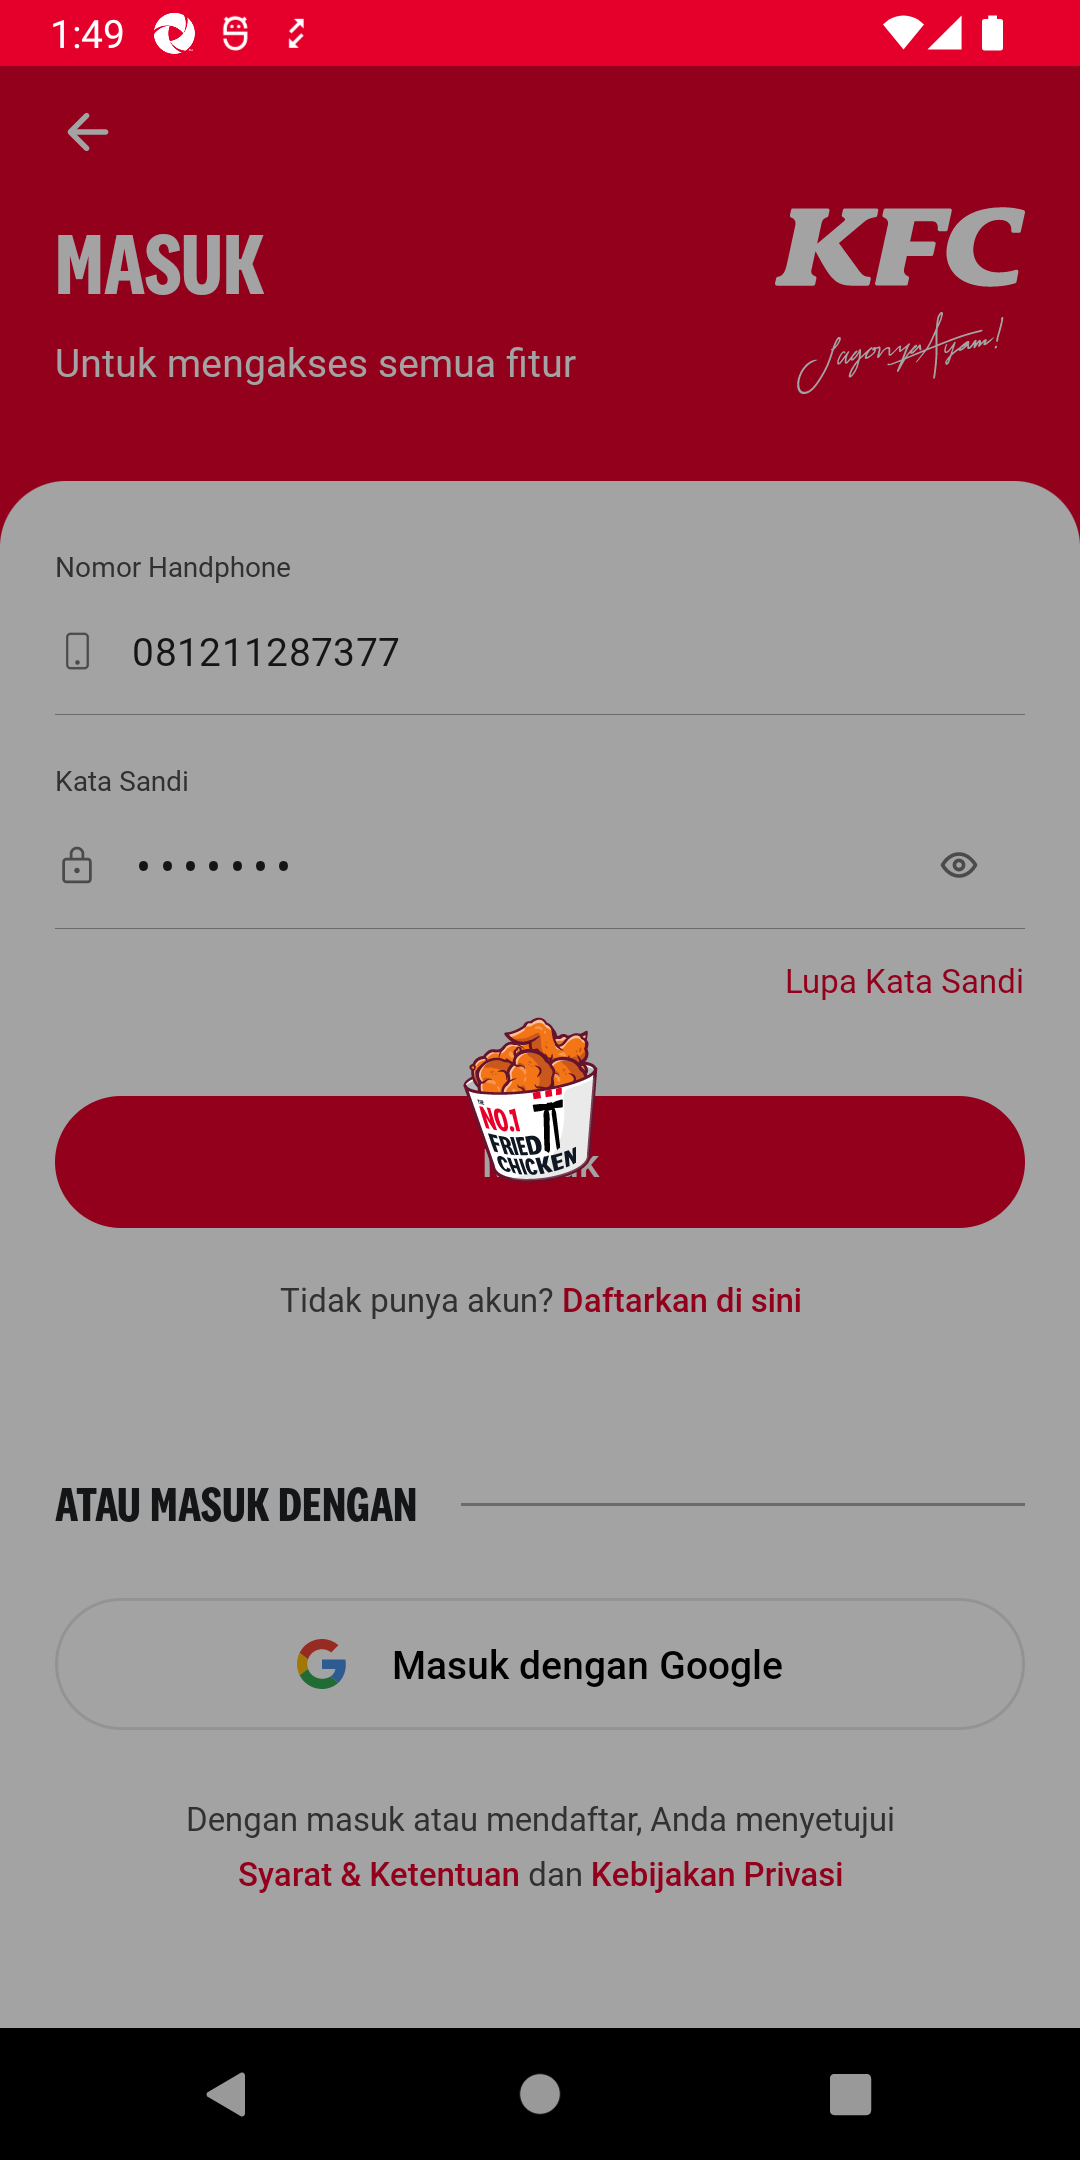 1:49
MASUK
KFC
Untuk mengakses semua fitur
Jagonya Ayam!
Nomor Handphone
081211287377
Kata Sandi
•••••••
Lupa Kata Sandi
NO.1
FRIED
CHICKEN
Tidak punya akun? Daftarkan di sini
ATAU MASUK DENGAN
Masuk dengan Google
Dengan masuk atau mendaftar, Anda menyetujui
Syarat & Ketentuan dan Kebijakan Privasi